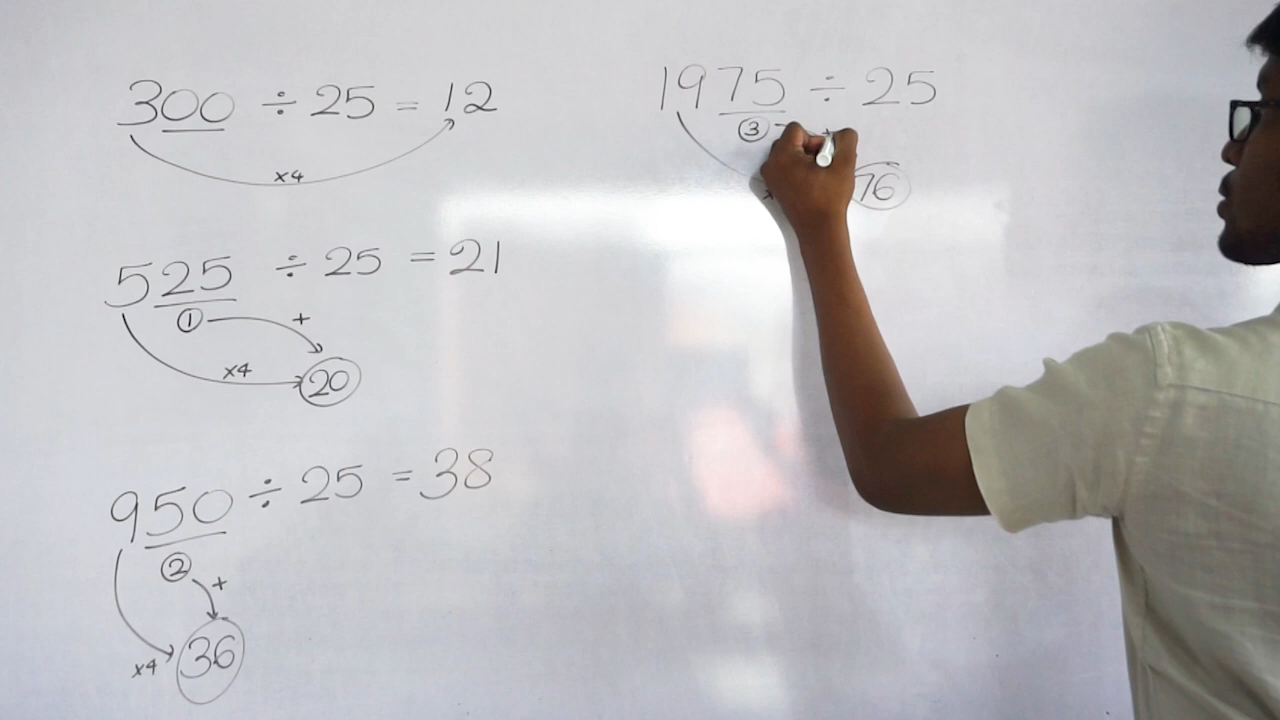 300 ÷ 25 = 12
×4
525 ÷ 25 = 21
1 +
×4 20
950 ÷ 25 = 38
2 +
×4 36
1975 ÷ 25
3 +
76